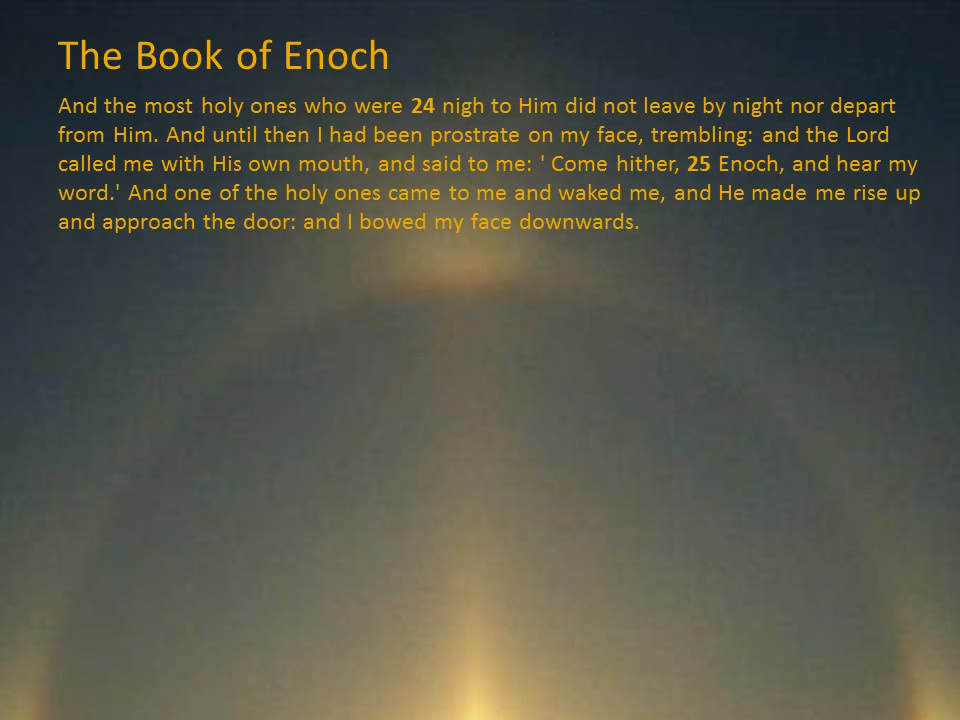 The Book of Enoch
And the most holy ones who were 24 nigh to Him did not leave by night nor depart
from Him. And until then I had been prostrate on my face, trembling: and the Lord
called me with His own mouth, and said to me: ' Come hither, 25 Enoch, and hear my
word.' And one of the holy ones came to me and waked me, and He made me rise up
and approach the door: and I bowed my face downwards.